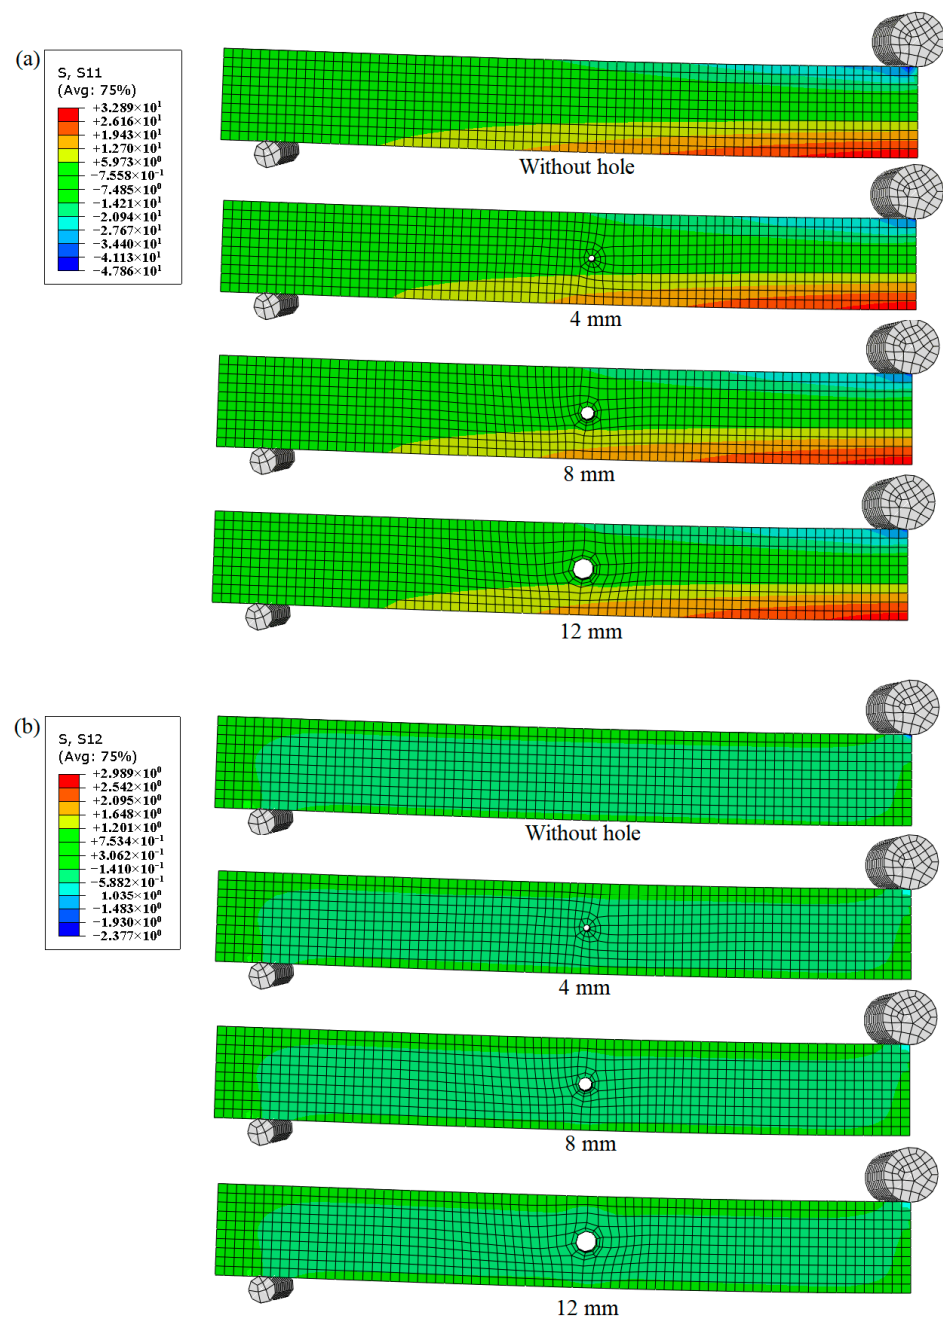 (a)
S, S11
(Avg: 75%)
+3.289×10¹
+2.616×10¹
+1.943×10¹
+1.270×10¹
+5.973×10⁰
−7.558×10⁻¹
−7.485×10⁰
−1.421×10¹
−2.094×10¹
−2.767×10¹
−3.440×10¹
−4.113×10¹
−4.786×10¹
Without hole
4 mm
8 mm
12 mm
(b)
S, S12
(Avg: 75%)
+2.989×10⁰
+2.542×10⁰
+2.095×10⁰
+1.648×10⁰
+1.201×10⁰
+7.534×10⁻¹
+3.062×10⁻¹
−1.410×10⁻¹
−5.882×10⁻¹
1.035×10⁰
−1.483×10⁰
−1.930×10⁰
−2.377×10⁰
Without hole
4 mm
8 mm
12 mm